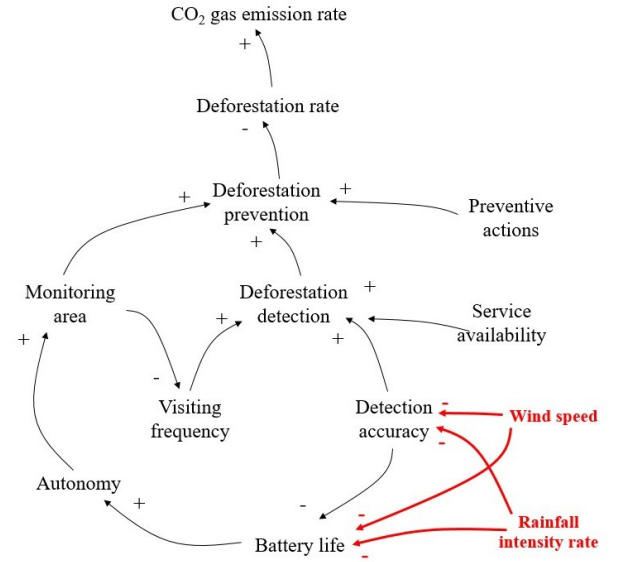 CO₂ gas emission rate
+
Deforestation rate
-
Deforestation
prevention
+
+
+
Preventive
actions
Monitoring
area
+
-
Deforestation
detection
+
+
+
Service
availability
Visiting
frequency
Detection
accuracy
-
-
Wind speed
Autonomy
+
-
Battery life
-
-
Rainfall
intensity rate